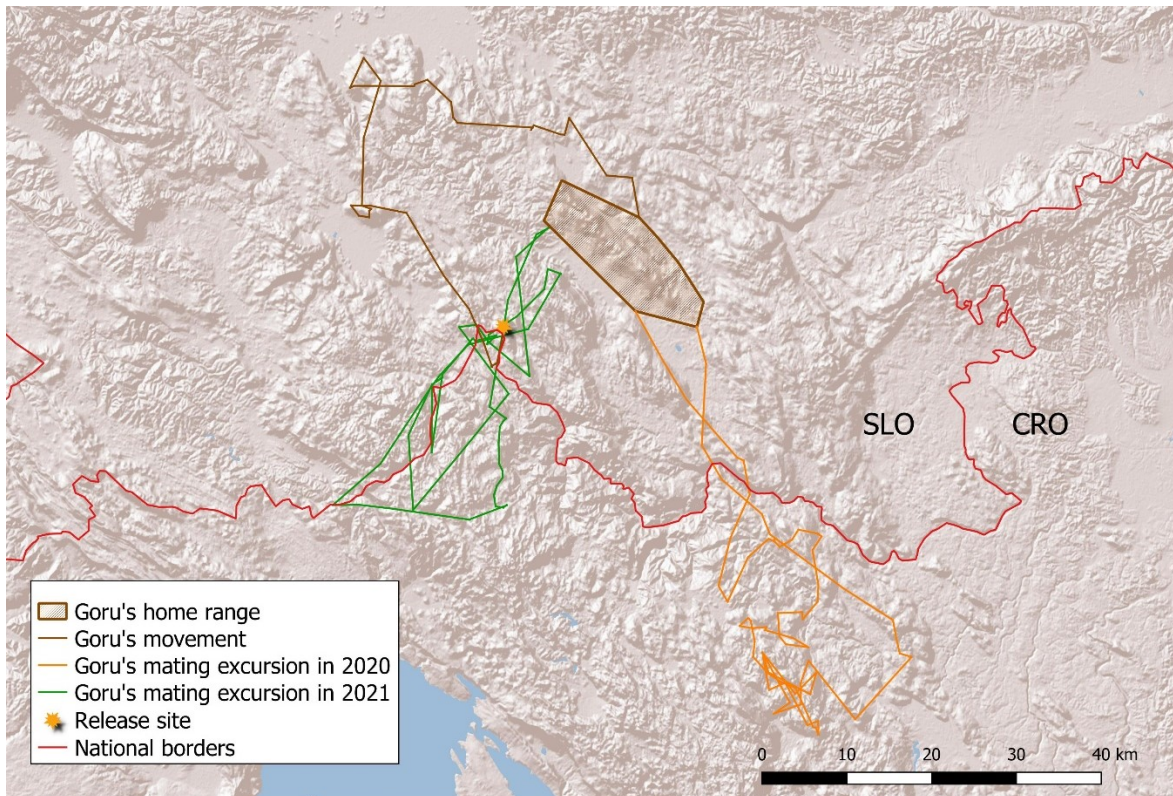 SLO CRO
Goru's home range
Goru's movement
Goru's mating excursion in 2020
Goru's mating excursion in 2021
Release site
National borders
0 10 20 30 40 km